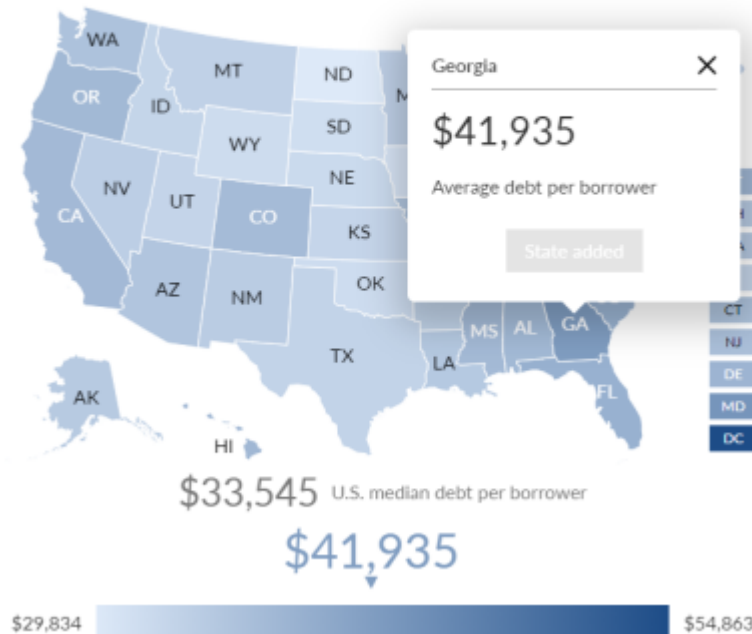 WA
MT
ND
OR
ID
SD
WY
NE
NV
UT
CA
CO
KS
AZ
NM
OK
TX
MS
AL
GA
LA
FL
AK
HI
Georgia
$41,935
Average debt per borrower
State added
CT
NJ
DE
MD
DC
$33,545 U.S. median debt per borrower
$41,935
$29,834
$54,863